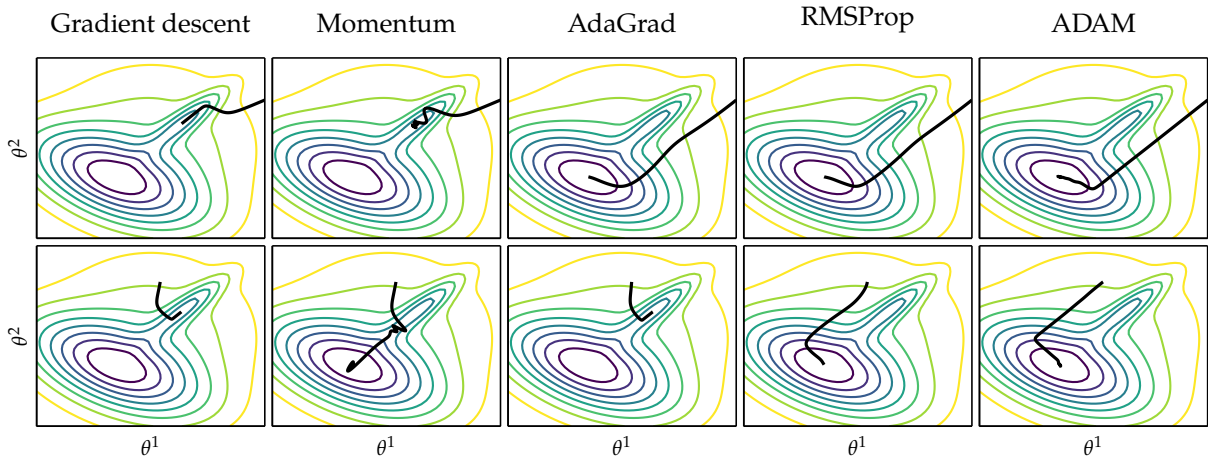 Gradient descent Momentum AdaGrad RMSProp ADAM
θ²
θ²
θ¹ θ¹ θ¹ θ¹ θ¹